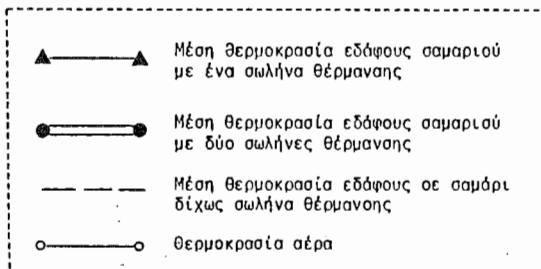 Μέση θερμοκρασία εδάφους σαμαριού
με ένα σωλήνα θέρμανσης
Μέση θερμοκρασία εδάφους σαμαριού
με δύο σωλήνες θέρμανσης
Μέση θερμοκρασία εδάφους σε σαμάρι
δίχως σωλήνα θέρμανσης
θερμοκρασία αέρα